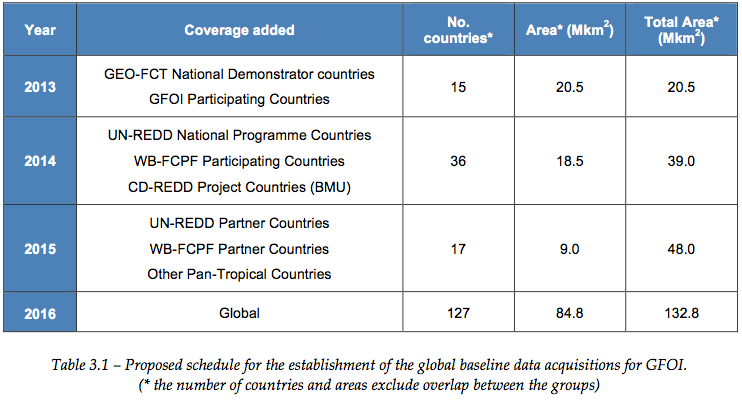 Year Coverage added No. countries* Area* (Mkm²) Total Area* (Mkm²)
2013 GEO-FCT National Demonstrator countries GFOI Participating Countries 15 20.5 20.5
2014 UN-REDD National Programme Countries WB-FCPF Participating Countries CD-REDD Project Countries (BMU) 36 18.5 39.0
2015 UN-REDD Partner Countries WB-FCPF Partner Countries Other Pan-Tropical Countries 17 9.0 48.0
2016 Global 127 84.8 132.8
Table 3.1 – Proposed schedule for the establishment of the global baseline data acquisitions for GFOI.
(* the number of countries and areas exclude overlap between the groups)